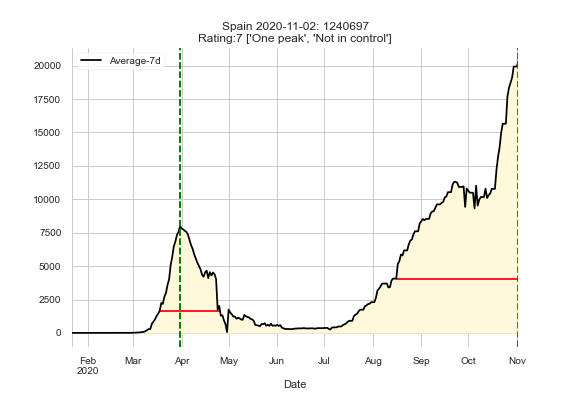 Spain 2020-11-02: 1240697
Rating:7 ['One peak', 'Not in control']
Average-7d
20000
17500
15000
12500
10000
7500
5000
2500
0
Feb Mar Apr May Jun Jul Aug Sep Oct Nov
2020
Date